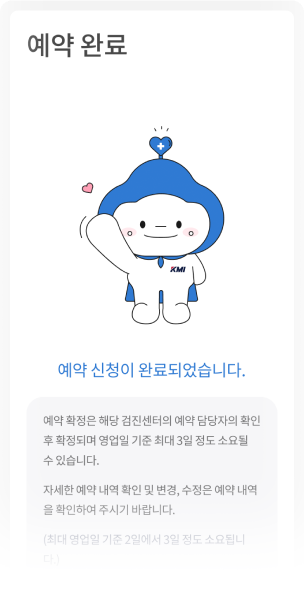 예약 완료
KMI
예약 신청이 완료되었습니다.
예약 확정은 해당 검진센터의 예약 담당자의 확인
후 확정되며 영업일 기준 최대 3일 정도 소요될
수 있습니다.
자세한 예약 내역 확인 및 변경, 수정은 예약 내역
을 확인하여 주시기 바랍니다.
(최대 영업일 기준 2일에서 3일 정도 소요됩니
다.)